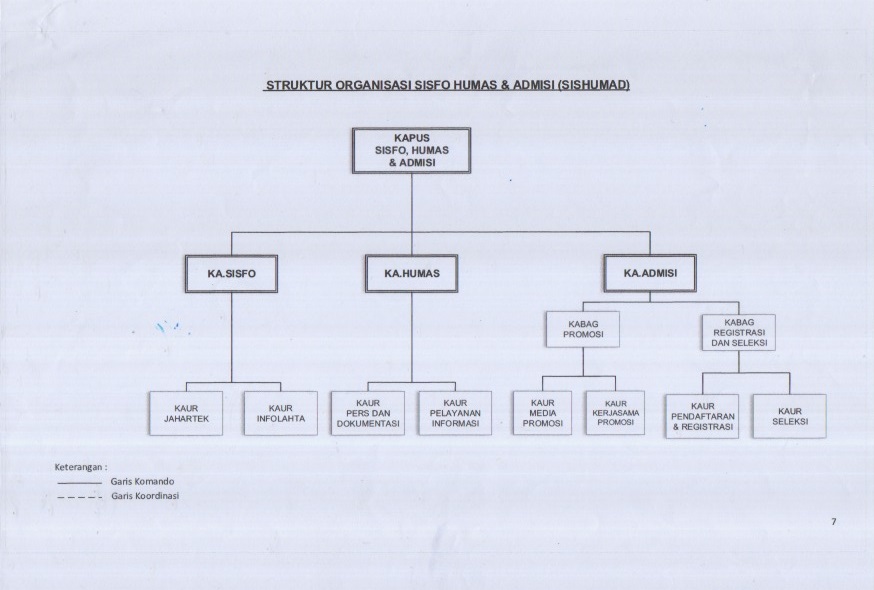 STRUKTUR ORGANISASI SISFO HUMAS & ADMISI (SISHUMAD)
KAPUS
SISFO, HUMAS
& ADMISI
KA.SISFO
KA.HUMAS
KA.ADMISI
KABAG
PROMOSI
KABAG
REGISTRASI
DAN SELEKSI
KAUR
JAHARTEK
KAUR
INFOLAHTA
KAUR
PERS DAN
DOKUMENTASI
KAUR
PELAYANAN
INFORMASI
KAUR
MEDIA
PROMOSI
KAUR
KERJASAMA
PROMOSI
KAUR
PENDAFTARAN
& REGISTRASI
KAUR
SELEKSI
Keterangan :
Garis Komando
Garis Koordinasi
7